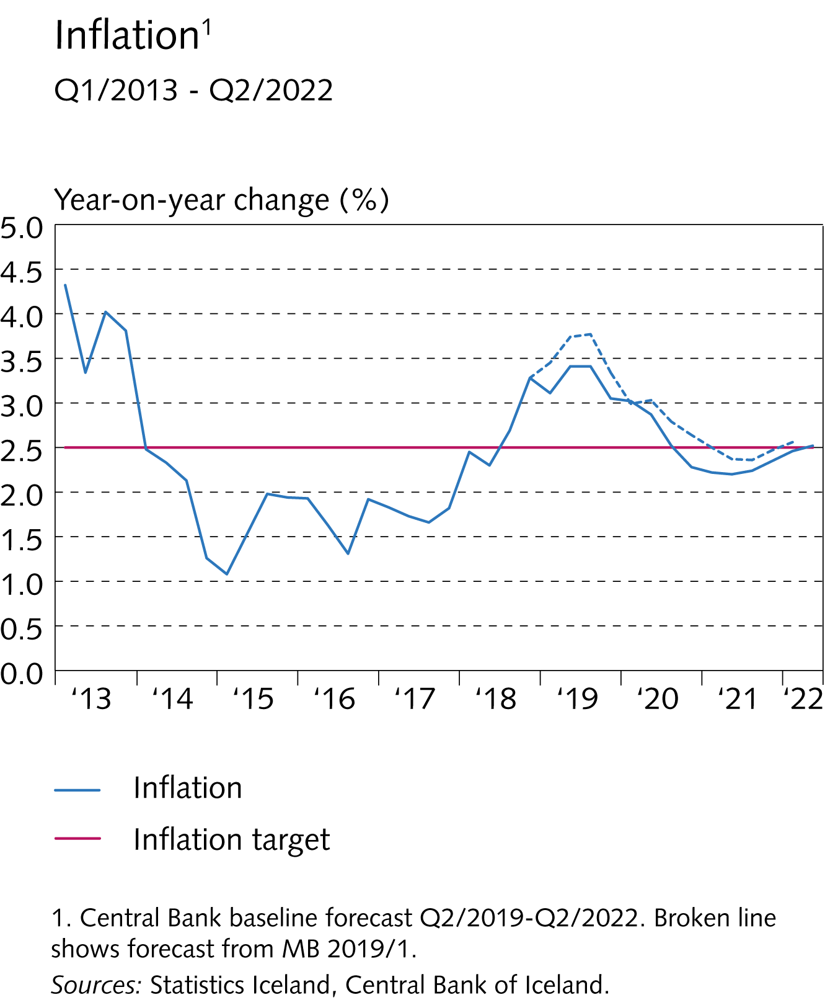 Inflation¹
Q1/2013 - Q2/2022
Year-on-year change (%)
5.0
4.5
4.0
3.5
3.0
2.5
2.0
1.5
1.0
0.5
0.0
‘13 ‘14 ‘15 ‘16 ‘17 ‘18 ‘19 ‘20 ‘21 ‘22
Inflation
Inflation target
1. Central Bank baseline forecast Q2/2019-Q2/2022. Broken line
shows forecast from MB 2019/1.
Sources: Statistics Iceland, Central Bank of Iceland.